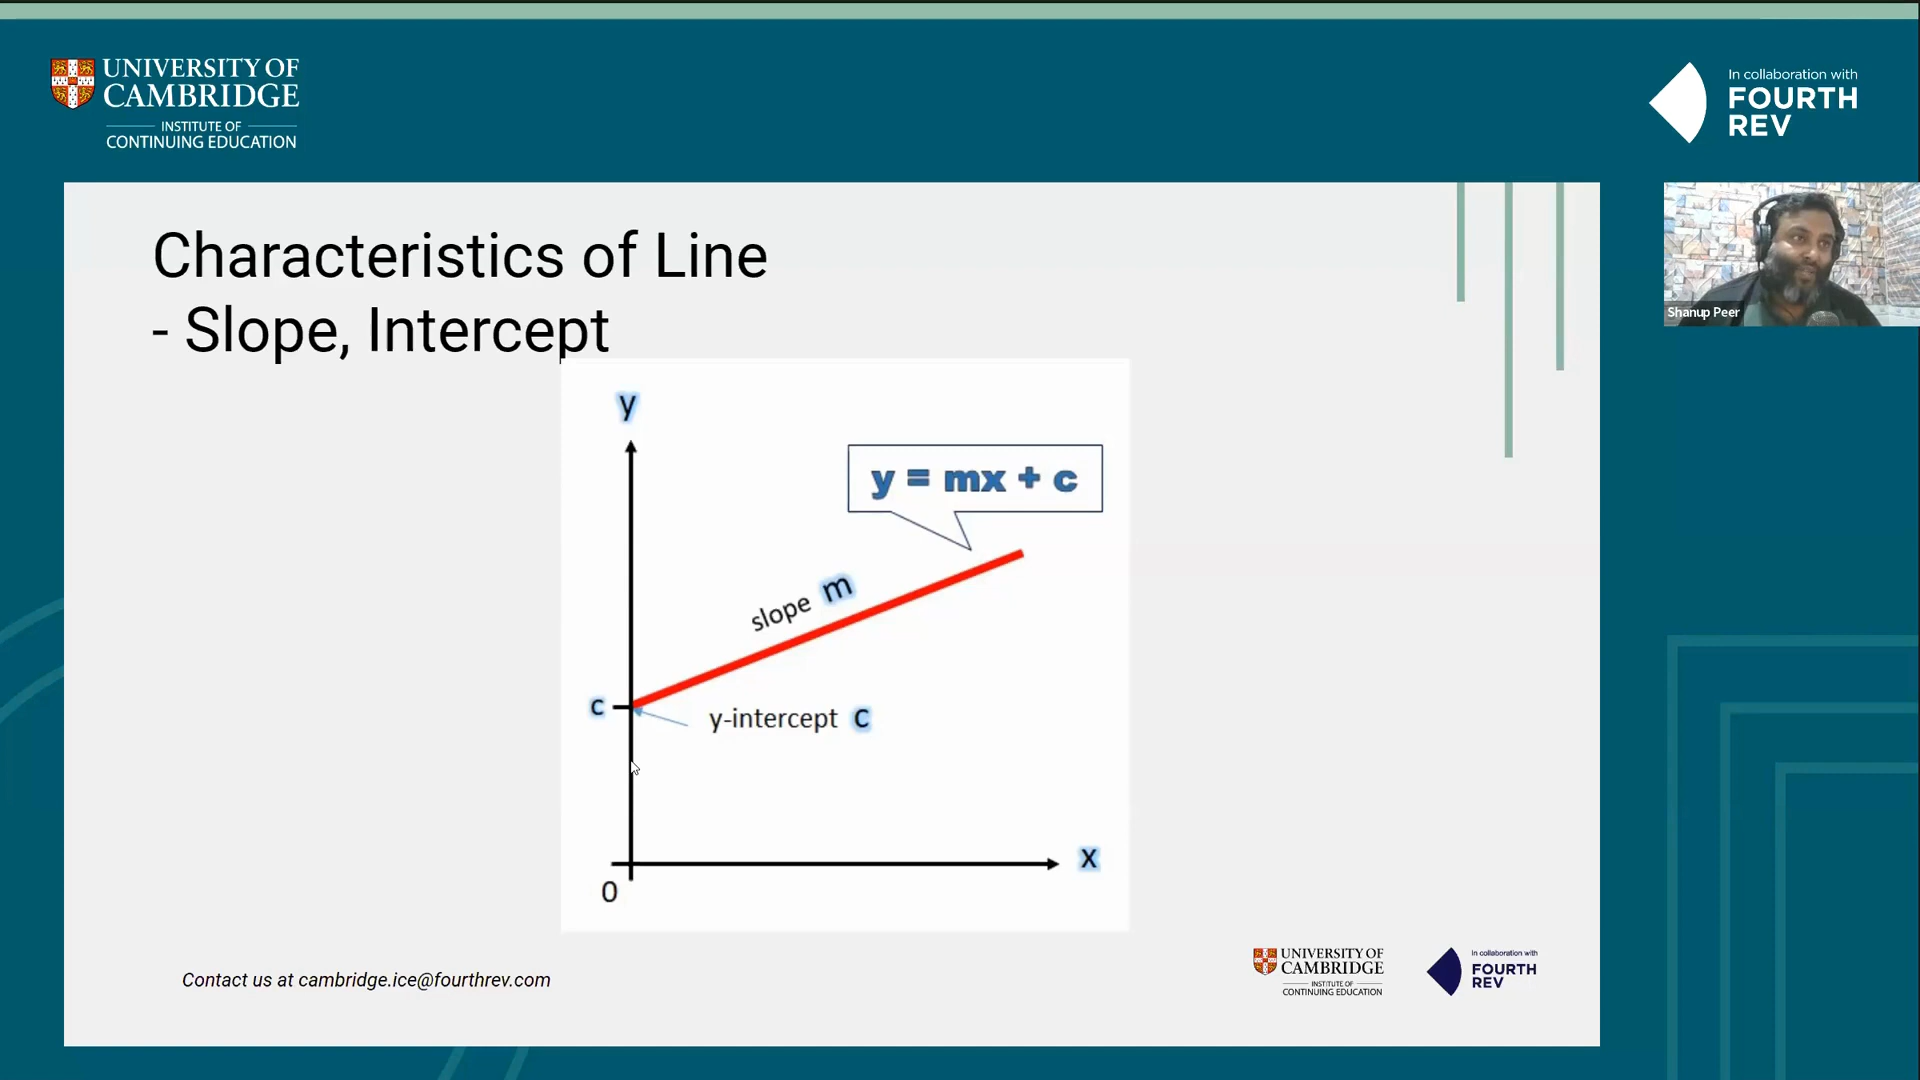 UNIVERSITY OF
CAMBRIDGE
INSTITUTE OF
CONTINUING EDUCATION
In collaboration with
FOURTH
REV
Shanup Peer
Characteristics of Line
- Slope, Intercept
y
y = mx + c
slope m
c
y-intercept c
x
0
Contact us at cambridge.ice@fourthrev.com
UNIVERSITY OF
CAMBRIDGE
INSTITUTE OF
CONTINUING EDUCATION
In collaboration with
FOURTH
REV